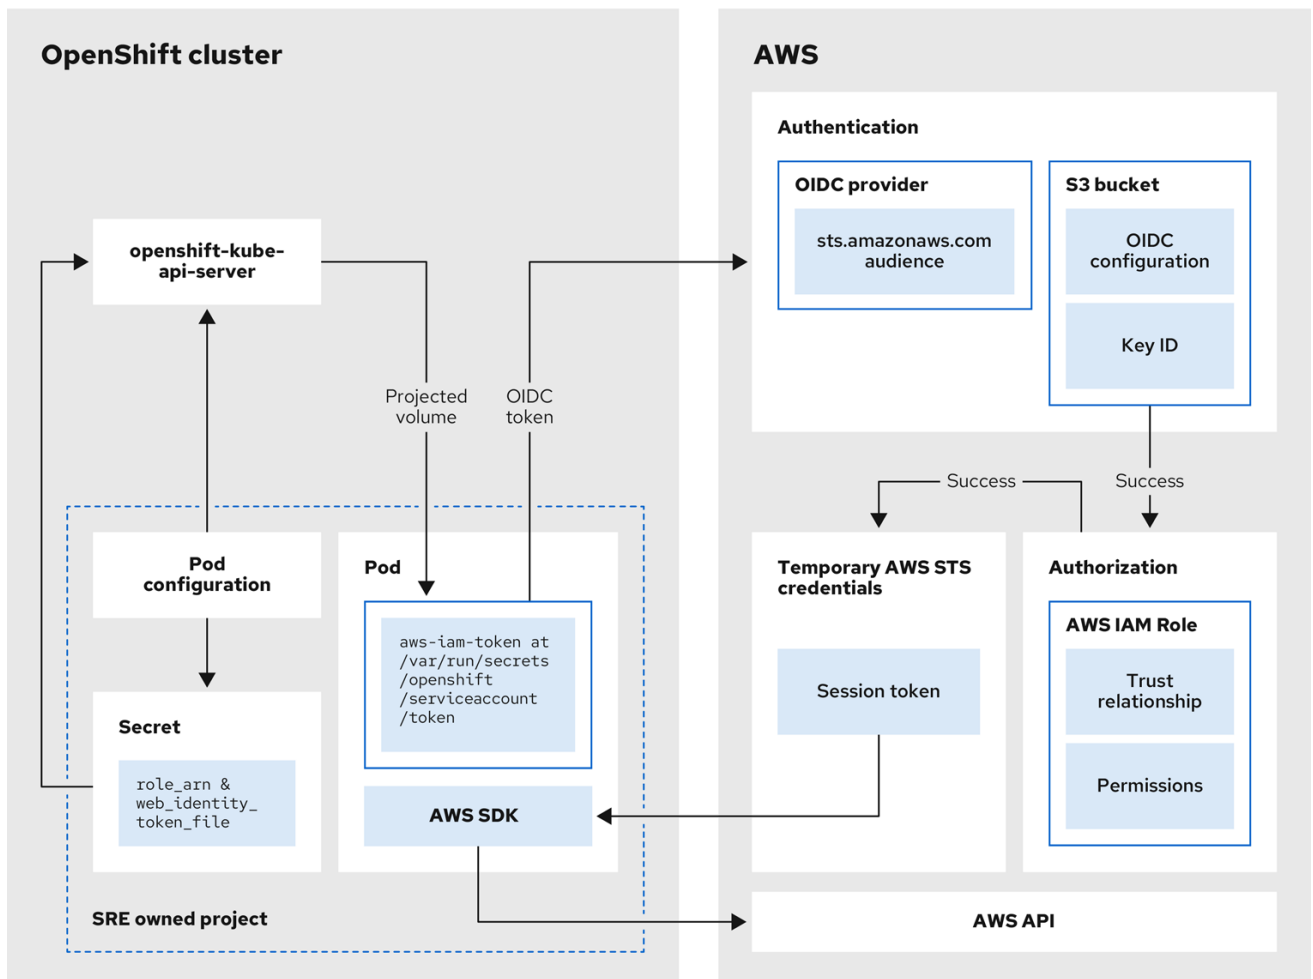 OpenShift cluster
openshift-kube-
api-server
Projected
volume
OIDC
token
Pod
configuration
Secret
role_arn &
web_identity_
token_file
Pod
aws-iam-token at
/var/run/secrets
/openshift
/serviceaccount
/token
AWS SDK
SRE owned project
AWS
Authentication
OIDC provider
sts.amazonaws.com
audience
S3 bucket
OIDC
configuration
Key ID
Success
Success
Temporary AWS STS
credentials
Session token
Authorization
AWS IAM Role
Trust
relationship
Permissions
AWS API